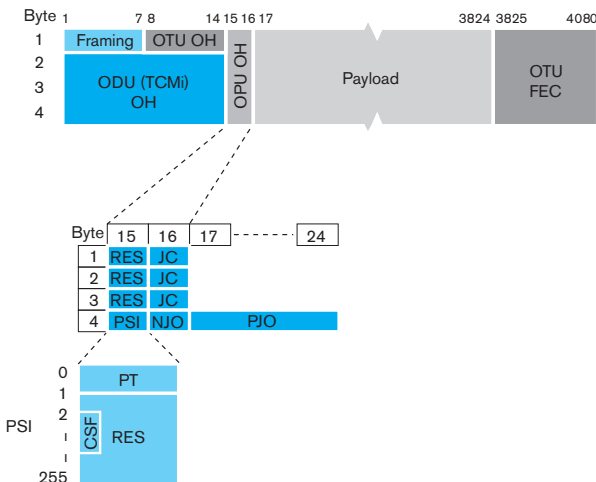 Byte 1 7 8 14 15 16 17 3824 3825 4080
1 Framing OTU OH
2
3
4
ODU (TCMi)
OH
OPU OH
Payload
OTU
FEC
Byte 15 16 17 24
1 RES JC
2 RES JC
3 RES JC
4 PSI NJO PJO
0 PT
1
2
PSI
CSF
RES
255